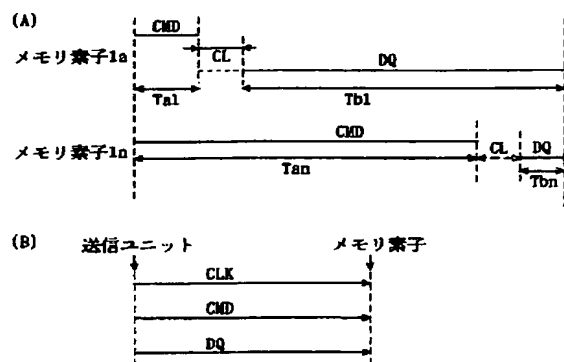 (A)
CMD
メモリ素子1a
CL
DQ
Ta1
Tb1
メモリ素子1n
CMD
CL
DQ
Tan
Tbn
(B)
送信ユニット
メモリ素子
CLK
CMD
DQ